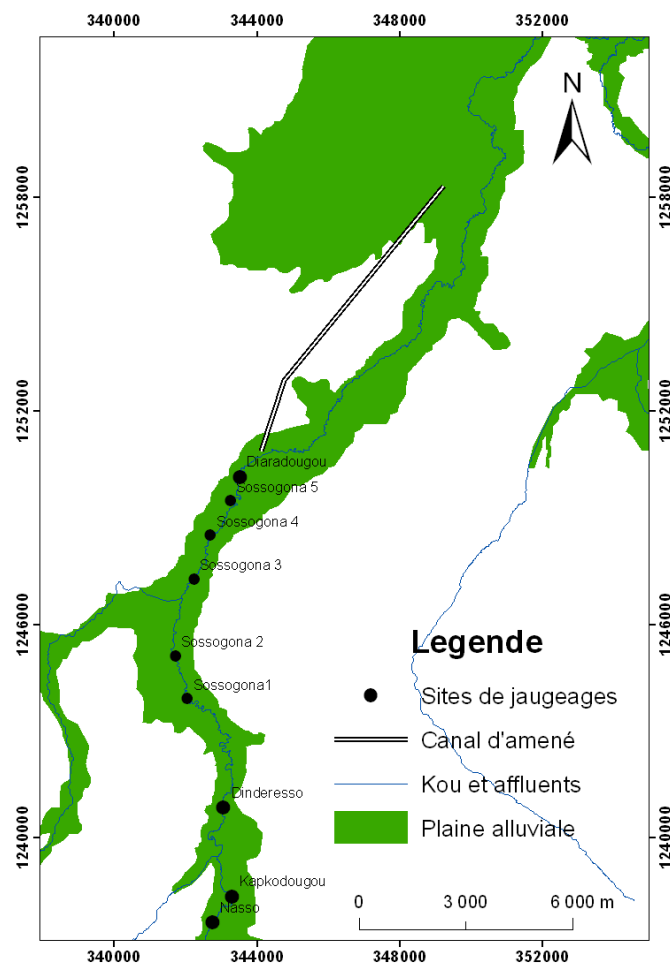 340000 344000 348000 352000
N
1258000 1258000
1252000 1252000
Diaradougou
Sossogona 5
Sossogona 4
Sossogona 3
1246000 1246000
Sossogona 2
Legende
Sossogona1
Sites de jaugeages
Canal d'amené
Kou et affluents
Dinderesso
Plaine alluviale
1240000 1240000
Kapkodougou
Nasso
0 3 000 6 000 m
340000 344000 348000 352000